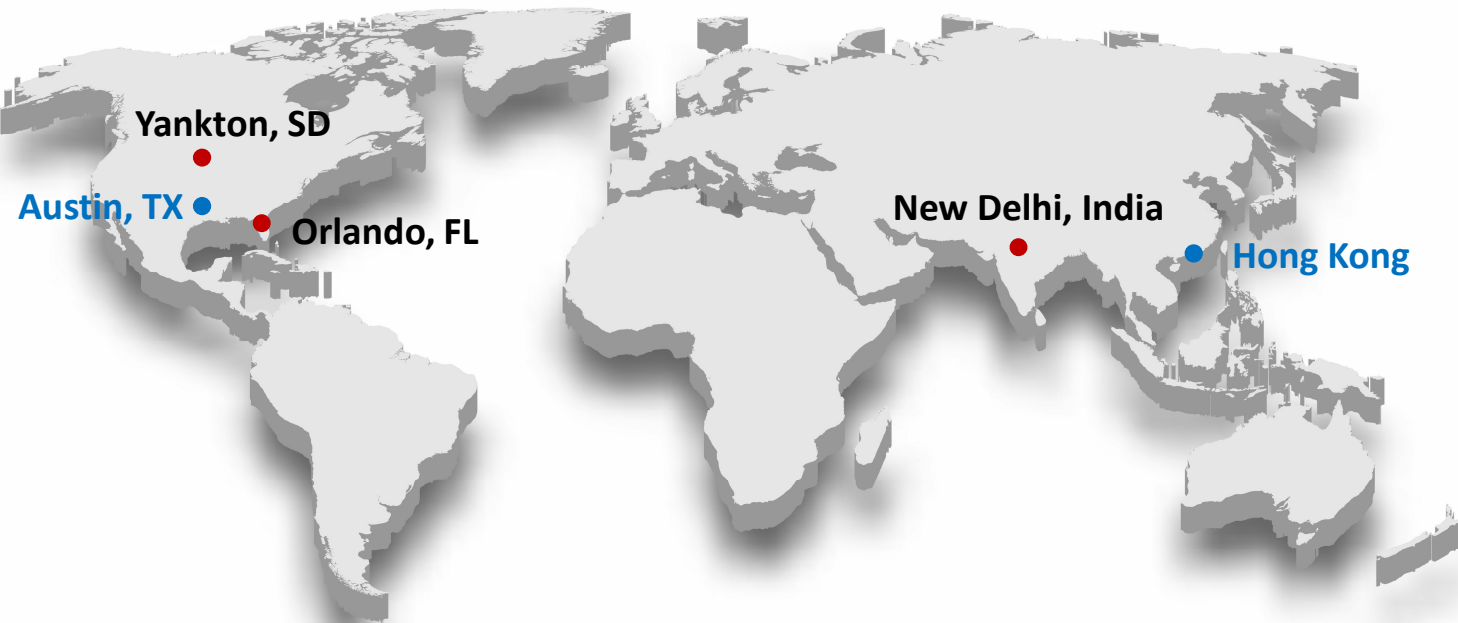 Yankton, SD
Austin, TX
Orlando, FL
New Delhi, India
Hong Kong